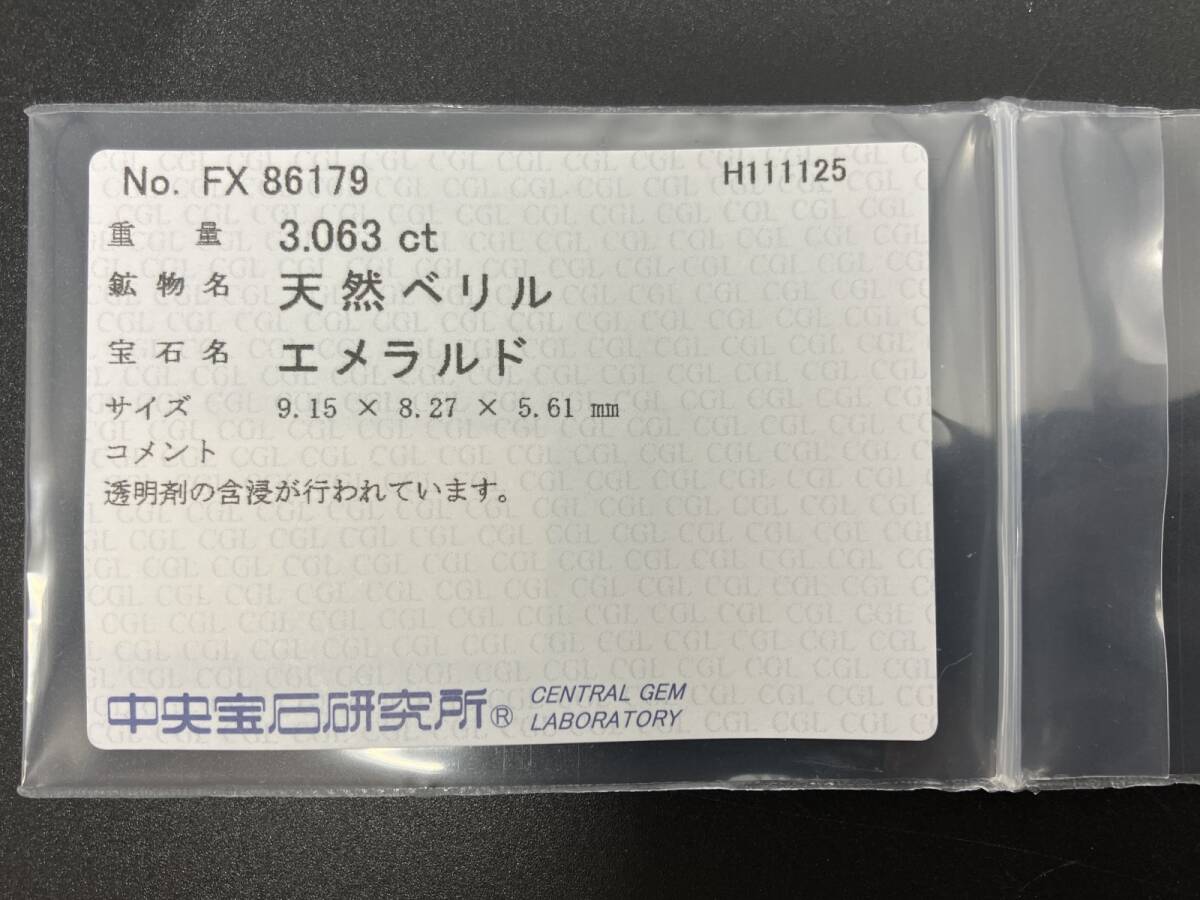 No. FX 86179 H111125
重量 3.063 ct
鉱物名 天然ベリル
宝石名 エメラルド
サイズ 9.15 × 8.27 × 5.61 ㎜
コメント
透明剤の含浸が行われています。
中央宝石研究所® CENTRAL GEM
LABORATORY